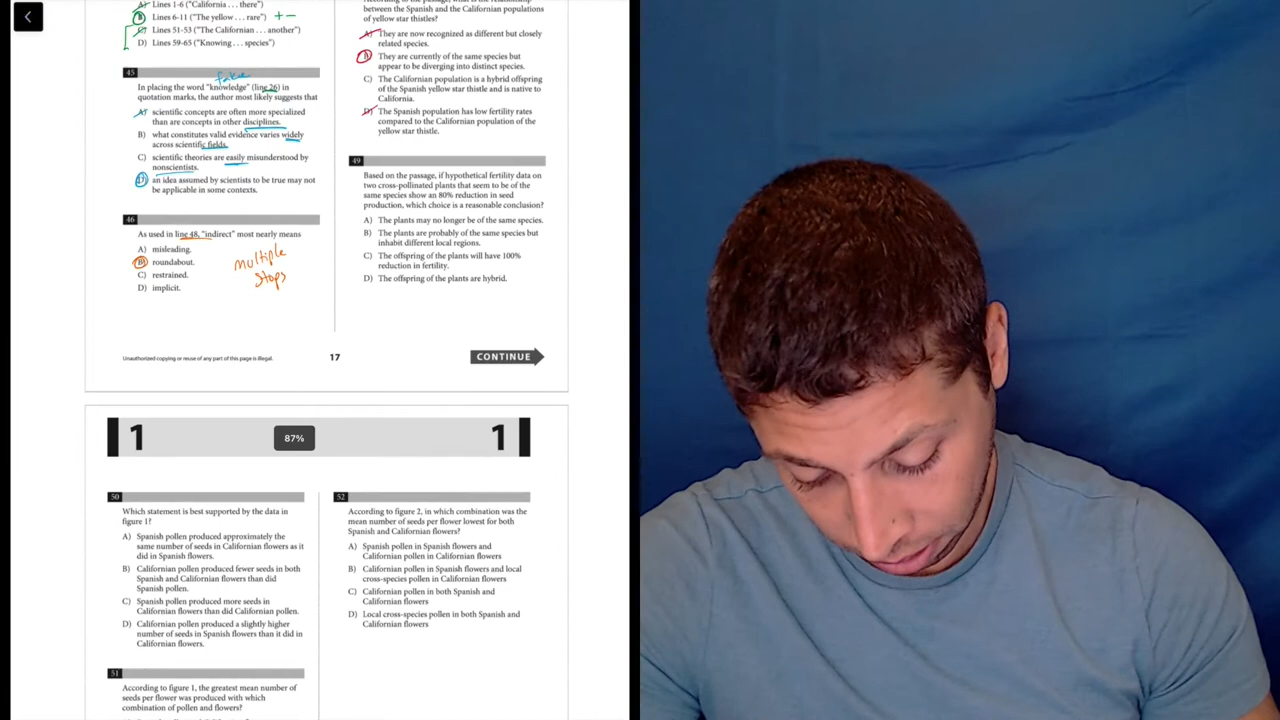 A) Lines 1-6 ("California . . . there")
B) Lines 6-11 ("The yellow . . . rare") + -
C) Lines 51-53 ("The Californian . . . another")
D) Lines 59-65 ("Knowing . . . species")
45
fake
In placing the word "knowledge" (line 26) in
quotation marks, the author most likely suggests that
A) scientific concepts are often more specialized
than are concepts in other disciplines.
B) what constitutes valid evidence varies widely
across scientific fields.
C) scientific theories are easily misunderstood by
nonscientists.
D) an idea assumed by scientists to be true may not
be applicable in some contexts.
46
As used in line 48, "indirect" most nearly means
A) misleading.
B) roundabout.
C) restrained.
D) implicit.
multiple
stops
between the Spanish and the Californian populations
of yellow star thistles?
A) They are now recognized as different but closely
related species.
B) They are currently of the same species but
appear to be diverging into distinct species.
C) The Californian population is a hybrid offspring
of the Spanish yellow star thistle and is native to
California.
D) The Spanish population has low fertility rates
compared to the Californian population of the
yellow star thistle.
49
Based on the passage, if hypothetical fertility data on
two cross-pollinated plants that seem to be of the
same species show an 80% reduction in seed
production, which choice is a reasonable conclusion?
A) The plants may no longer be of the same species.
B) The plants are probably of the same species but
inhabit different local regions.
C) The offspring of the plants will have 100%
reduction in fertility.
D) The offspring of the plants are hybrid.
Unauthorized copying or reuse of any part of this page is illegal.
17
CONTINUE
1
87%
1
50
Which statement is best supported by the data in
figure 1?
A) Spanish pollen produced approximately the
same number of seeds in Californian flowers as it
did in Spanish flowers.
B) Californian pollen produced fewer seeds in both
Spanish and Californian flowers than did
Spanish pollen.
C) Spanish pollen produced more seeds in
Californian flowers than did Californian pollen.
D) Californian pollen produced a slightly higher
number of seeds in Spanish flowers than it did in
Californian flowers.
51
According to figure 1, the greatest mean number of
seeds per flower was produced with which
combination of pollen and flowers?
52
According to figure 2, in which combination was the
mean number of seeds per flower lowest for both
Spanish and Californian flowers?
A) Spanish pollen in Spanish flowers and
Californian pollen in Californian flowers
B) Californian pollen in Spanish flowers and local
cross-species pollen in Californian flowers
C) Californian pollen in both Spanish and
Californian flowers
D) Local cross-species pollen in both Spanish and
Californian flowers